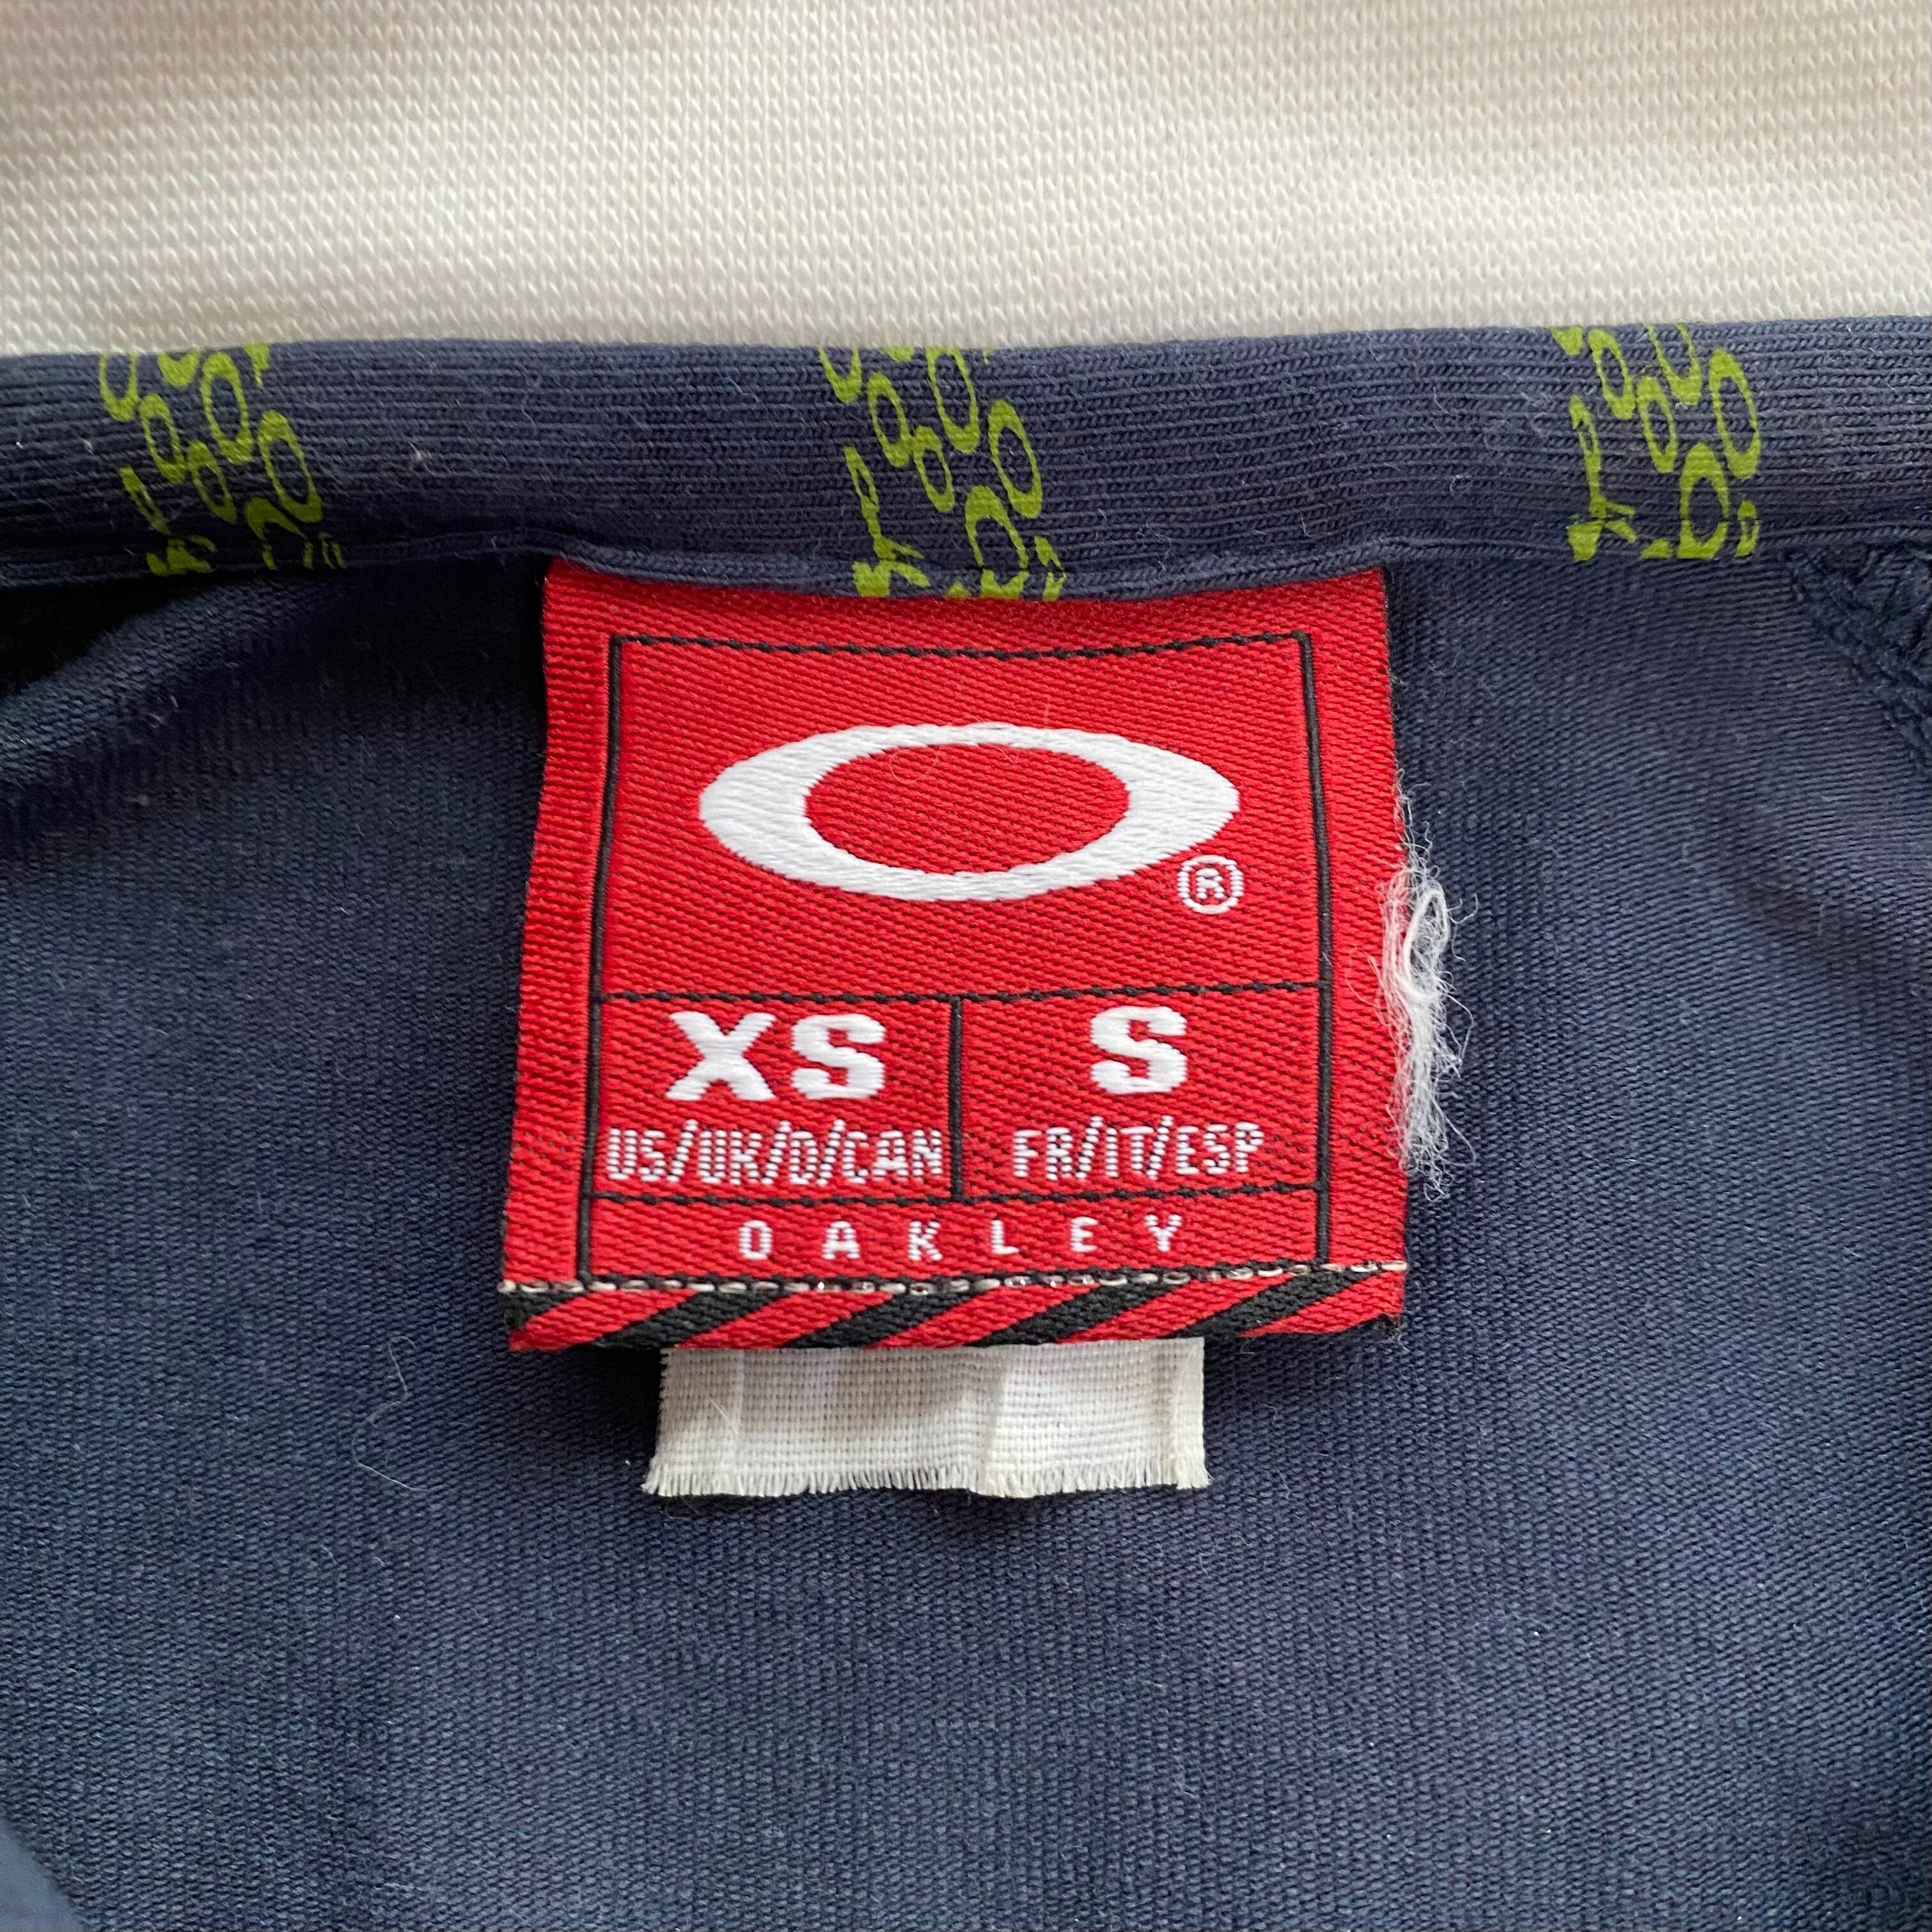 ®
XS S
US/UK/D/CAN FR/IT/ESP
OAKLEY